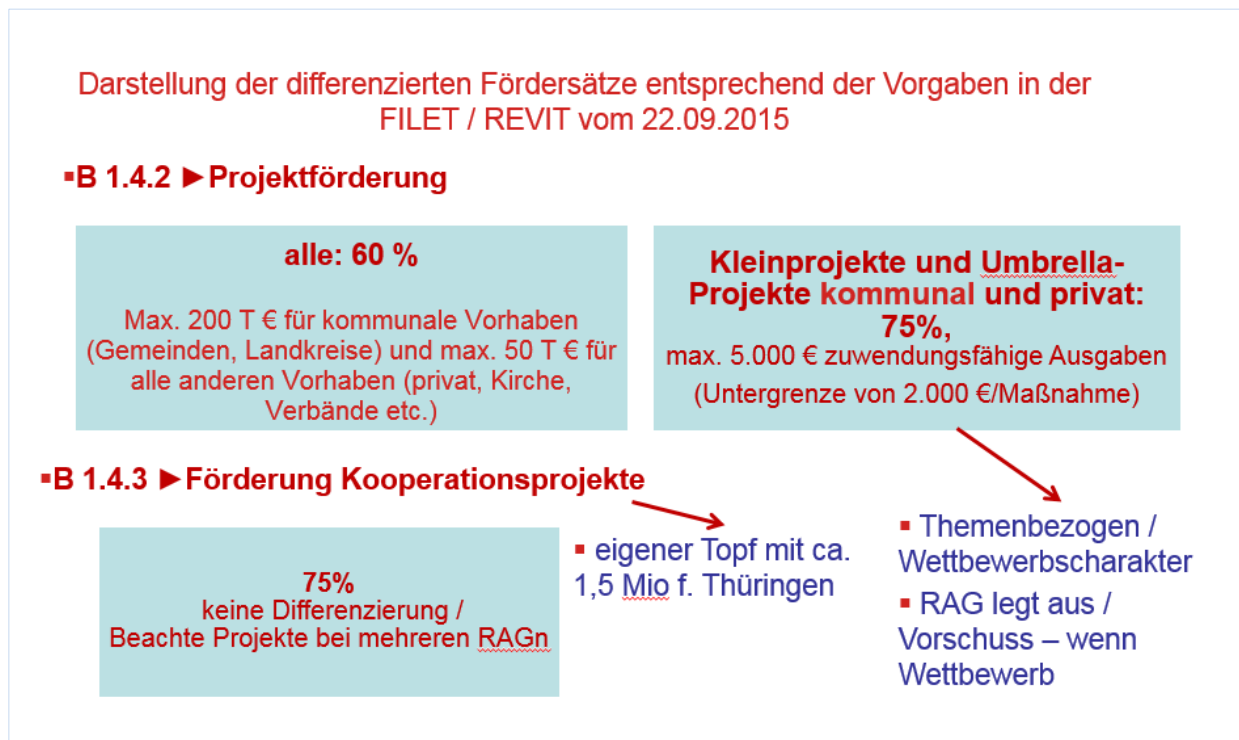 Darstellung der differenzierten Fördersätze entsprechend der Vorgaben in der
FILET / REVIT vom 22.09.2015
▪B 1.4.2 ►Projektförderung
alle: 60 %
Max. 200 T € für kommunale Vorhaben
(Gemeinden, Landkreise) und max. 50 T € für
alle anderen Vorhaben (privat, Kirche,
Verbände etc.)
Kleinprojekte und Umbrella-
Projekte kommunal und privat:
75%,
max. 5.000 € zuwendungsfähige Ausgaben
(Untergrenze von 2.000 €/Maßnahme)
▪B 1.4.3 ►Förderung Kooperationsprojekte
75%
keine Differenzierung /
Beachte Projekte bei mehreren RAGn
▪ eigener Topf mit ca.
1,5 Mio f. Thüringen
▪ Themenbezogen /
Wettbewerbscharakter
▪ RAG legt aus /
Vorschuss – wenn
Wettbewerb